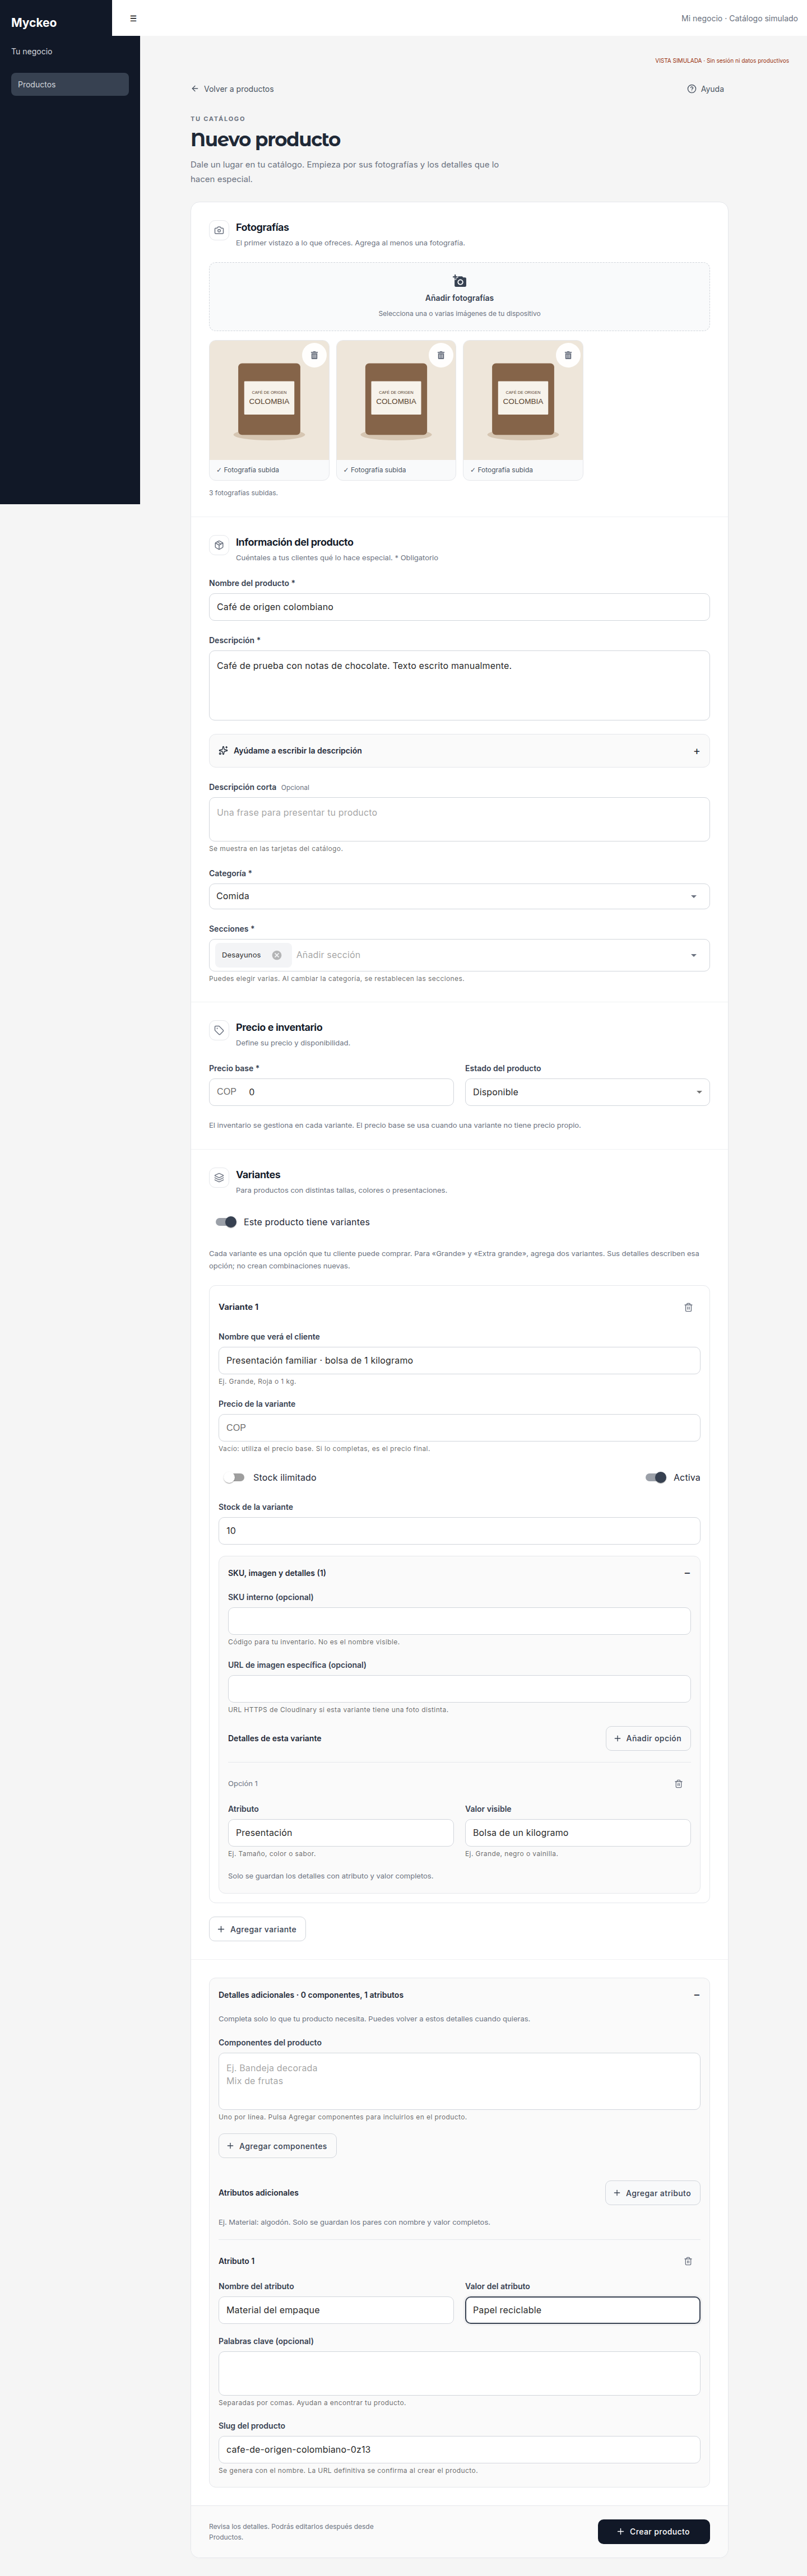 Myckeo
☰
Mi negocio · Catálogo simulado
Tu negocio
Productos
VISTA SIMULADA · Sin sesión ni datos productivos
Volver a productos
Ayuda
TU CATÁLOGO
Nuevo producto
Dale un lugar en tu catálogo. Empieza por sus fotografías y los detalles que lo
hacen especial.
Fotografías
El primer vistazo a lo que ofreces. Agrega al menos una fotografía.
Añadir fotografías
Selecciona una o varias imágenes de tu dispositivo
CAFÉ DE ORIGEN
COLOMBIA
CAFÉ DE ORIGEN
COLOMBIA
CAFÉ DE ORIGEN
COLOMBIA
✓ Fotografía subida
✓ Fotografía subida
✓ Fotografía subida
3 fotografías subidas.
Información del producto
Cuéntales a tus clientes qué lo hace especial. * Obligatorio
Nombre del producto *
Café de origen colombiano
Descripción *
Café de prueba con notas de chocolate. Texto escrito manualmente.
Ayúdame a escribir la descripción
+
Descripción corta Opcional
Una frase para presentar tu producto
Se muestra en las tarjetas del catálogo.
Categoría *
Comida
Secciones *
Desayunos
Añadir sección
Puedes elegir varias. Al cambiar la categoría, se restablecen las secciones.
Precio e inventario
Define su precio y disponibilidad.
Precio base *
Estado del producto
COP 0
Disponible
El inventario se gestiona en cada variante. El precio base se usa cuando una variante no tiene precio propio.
Variantes
Para productos con distintas tallas, colores o presentaciones.
Este producto tiene variantes
Cada variante es una opción que tu cliente puede comprar. Para «Grande» y «Extra grande», agrega dos variantes. Sus detalles describen esa
opción; no crean combinaciones nuevas.
Variante 1
Nombre que verá el cliente
Presentación familiar · bolsa de 1 kilogramo
Ej. Grande, Roja o 1 kg.
Precio de la variante
COP
Vacío: utiliza el precio base. Si lo completas, es el precio final.
Stock ilimitado
Activa
Stock de la variante
10
SKU, imagen y detalles (1)
−
SKU interno (opcional)
Código para tu inventario. No es el nombre visible.
URL de imagen específica (opcional)
URL HTTPS de Cloudinary si esta variante tiene una foto distinta.
Detalles de esta variante
+ Añadir opción
Opción 1
Atributo
Valor visible
Presentación
Bolsa de un kilogramo
Ej. Tamaño, color o sabor.
Ej. Grande, negro o vainilla.
Solo se guardan los detalles con atributo y valor completos.
+ Agregar variante
Detalles adicionales · 0 componentes, 1 atributos
−
Completa solo lo que tu producto necesita. Puedes volver a estos detalles cuando quieras.
Componentes del producto
Ej. Bandeja decorada
Mix de frutas
Uno por línea. Pulsa Agregar componentes para incluirlos en el producto.
+ Agregar componentes
Atributos adicionales
+ Agregar atributo
Ej. Material: algodón. Solo se guardan los pares con nombre y valor completos.
Atributo 1
Nombre del atributo
Valor del atributo
Material del empaque
Papel reciclable
Palabras clave (opcional)
Separadas por comas. Ayudan a encontrar tu producto.
Slug del producto
cafe-de-origen-colombiano-0z13
Se genera con el nombre. La URL definitiva se confirma al crear el producto.
Revisa los detalles. Podrás editarlos después desde
Productos.
+ Crear producto